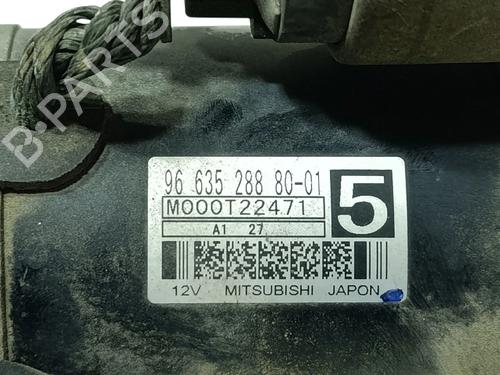 B-PARTS
96 635 288 80-01
5
M000T22471
A1 27
12V MITSUBISHI JAPON